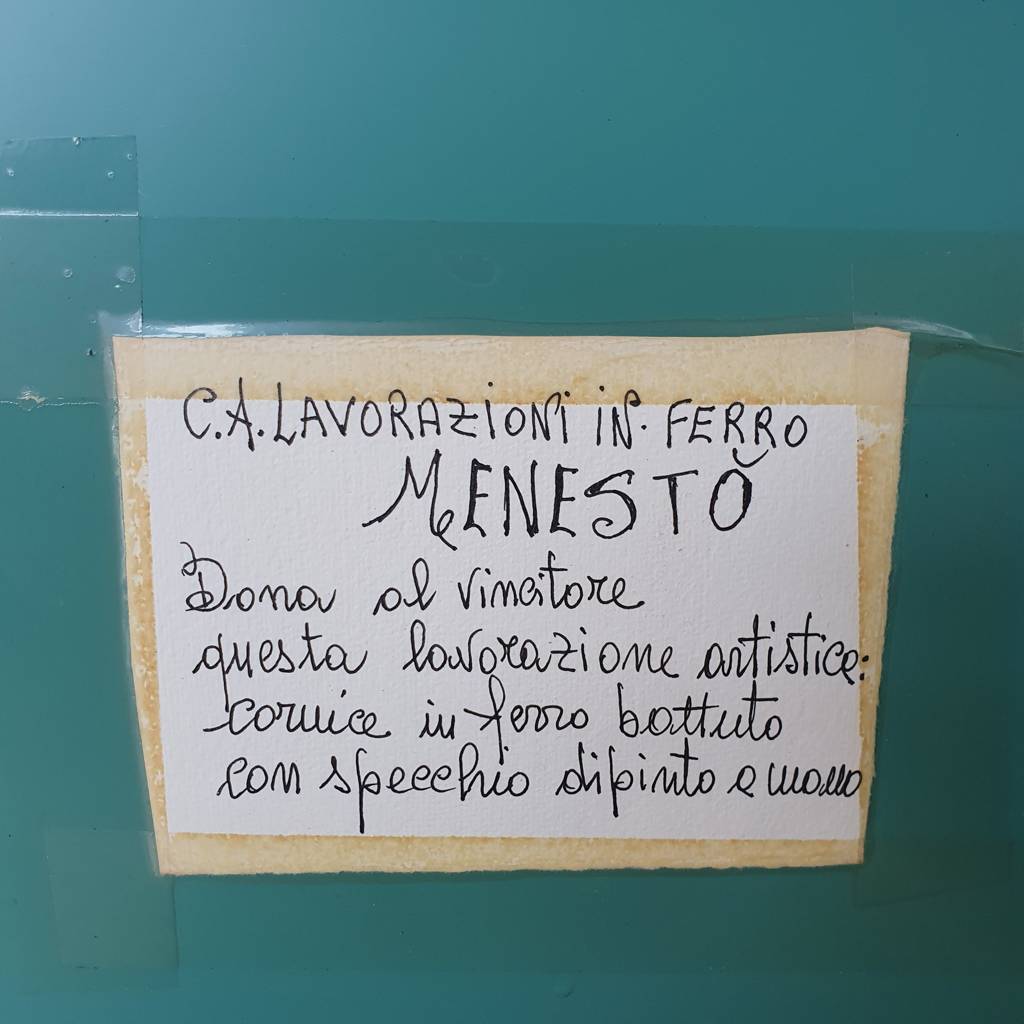 C.A. LAVORAZIONI IN FERRO
MENESTÒ
Dona al vincitore
questa lavorazione artistica:
cornice in ferro battuto
con specchio dipinto a mano